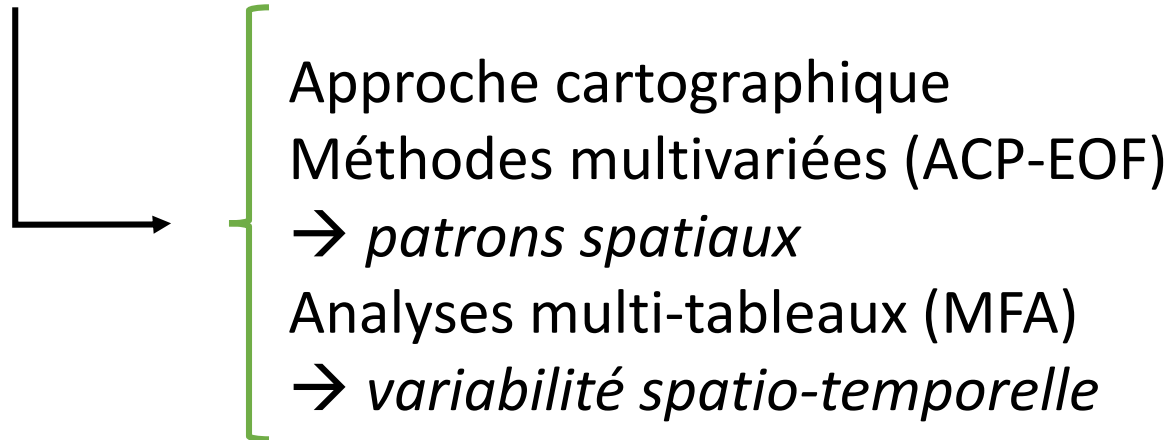 Approche cartographique
Méthodes multivariées (ACP-EOF)
→ patrons spatiaux
Analyses multi-tableaux (MFA)
→ variabilité spatio-temporelle